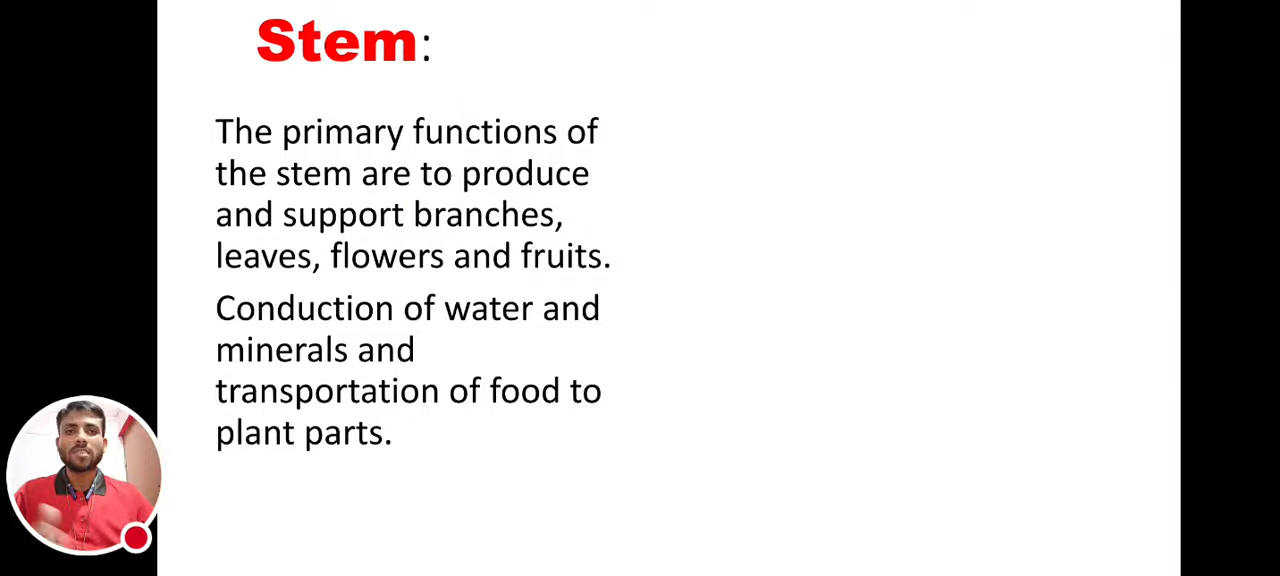 Stem:
The primary functions of
the stem are to produce
and support branches,
leaves, flowers and fruits.
Conduction of water and
minerals and
transportation of food to
plant parts.